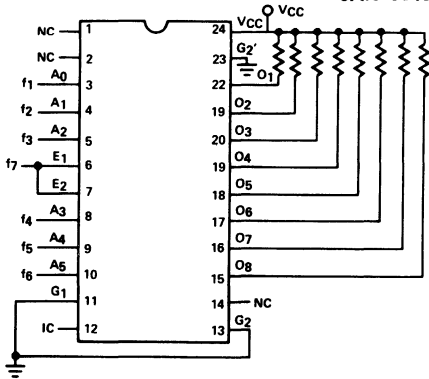 VCC
NC 1 24 VCC
NC 2 23 G2'
f1 A0 3 22 O1
f2 A1 4 19 O2
f3 A2 5 20 O3
f7 E1 6 19 O4
E2 7 18 O5
f4 A3 8 17 O6
f5 A4 9 16 O7
f6 A5 10 15 O8
G1 11 14 NC
IC 12 13 G2